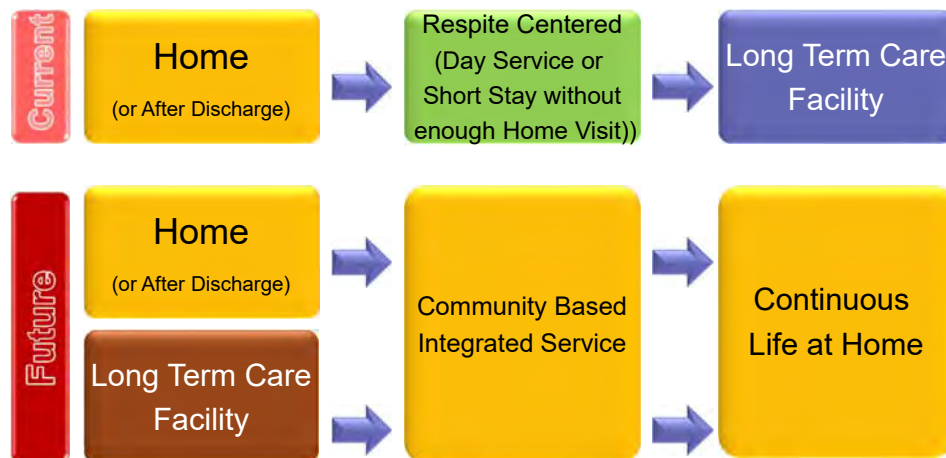 Current
Home
(or After Discharge)
Respite Centered
(Day Service or
Short Stay without
enough Home Visit))
Long Term Care
Facility
Future
Home
(or After Discharge)
Long Term Care
Facility
Community Based
Integrated Service
Continuous
Life at Home